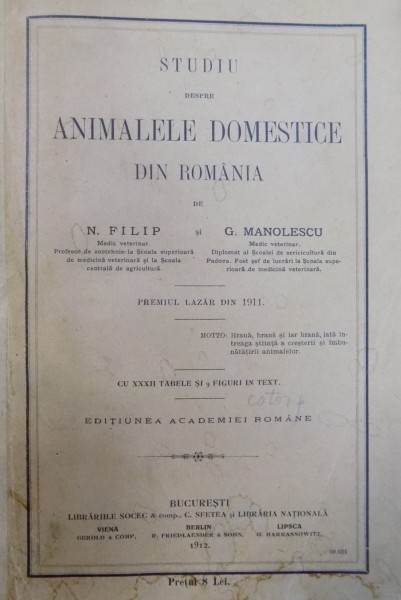 STUDIU
DESPRE
ANIMALELE DOMESTICE
DIN ROMÂNIA
DE
N. FILIP și G. MANOLESCU
Medic veterinar.
Profesor de zootehnie la Școala superioară
de medicină veterinară și la Școala
centrală de agricultură.
Medic veterinar.
Diplomat al Școalei de sericicultură din
Padova. Fost șef de lucrări la Școala supe-
rioară de medicină veterinară.
PREMIUL LAZĂR DIN 1911.
MOTTO: Hrană, hrană și iar hrană, iată în-
treaga știință a creșterii și îmbu-
nătățirii animalelor.
CU XXXII TABELE ȘI 9 FIGURI IN TEXT.
EDIȚIUNEA ACADEMIEI ROMÂNE
BUCUREȘTI
LIBRĂRIILE SOCEC & comp., C. SFETEA și LIBRĂRIA NAȚIONALĂ
VIENA BERLIN LIPSCA
GEROLD & COMP. R. FRIEDLAENDER & SOHN. O. HARRASSOWITZ.
1912.
Prețul 8 Lei.